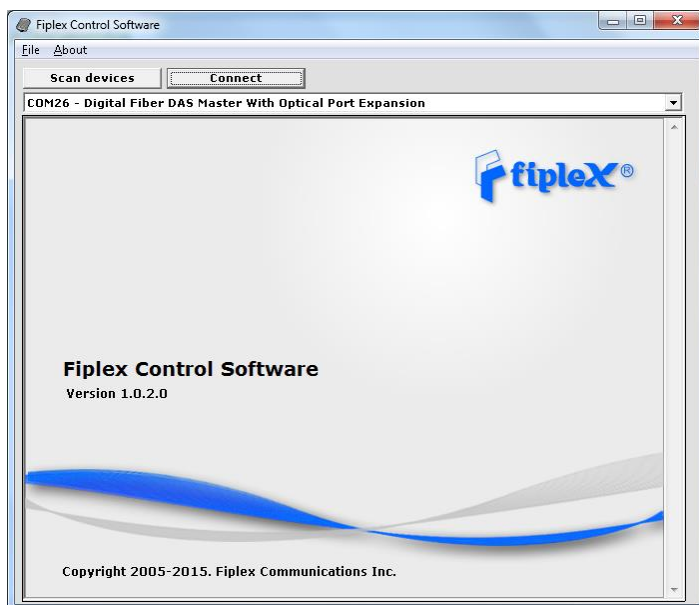 Fiplex Control Software
File About
Scan devices Connect
COM26 - Digital Fiber DAS Master With Optical Port Expansion
fipleX®
Fiplex Control Software
Version 1.0.2.0
Copyright 2005-2015. Fiplex Communications Inc.